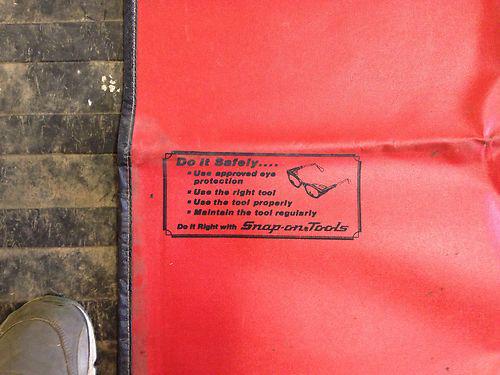 Do it Safely....
• Use approved eye
protection
• Use the right tool
• Use the tool properly
• Maintain the tool regularly
Do it Right with Snap-on Tools